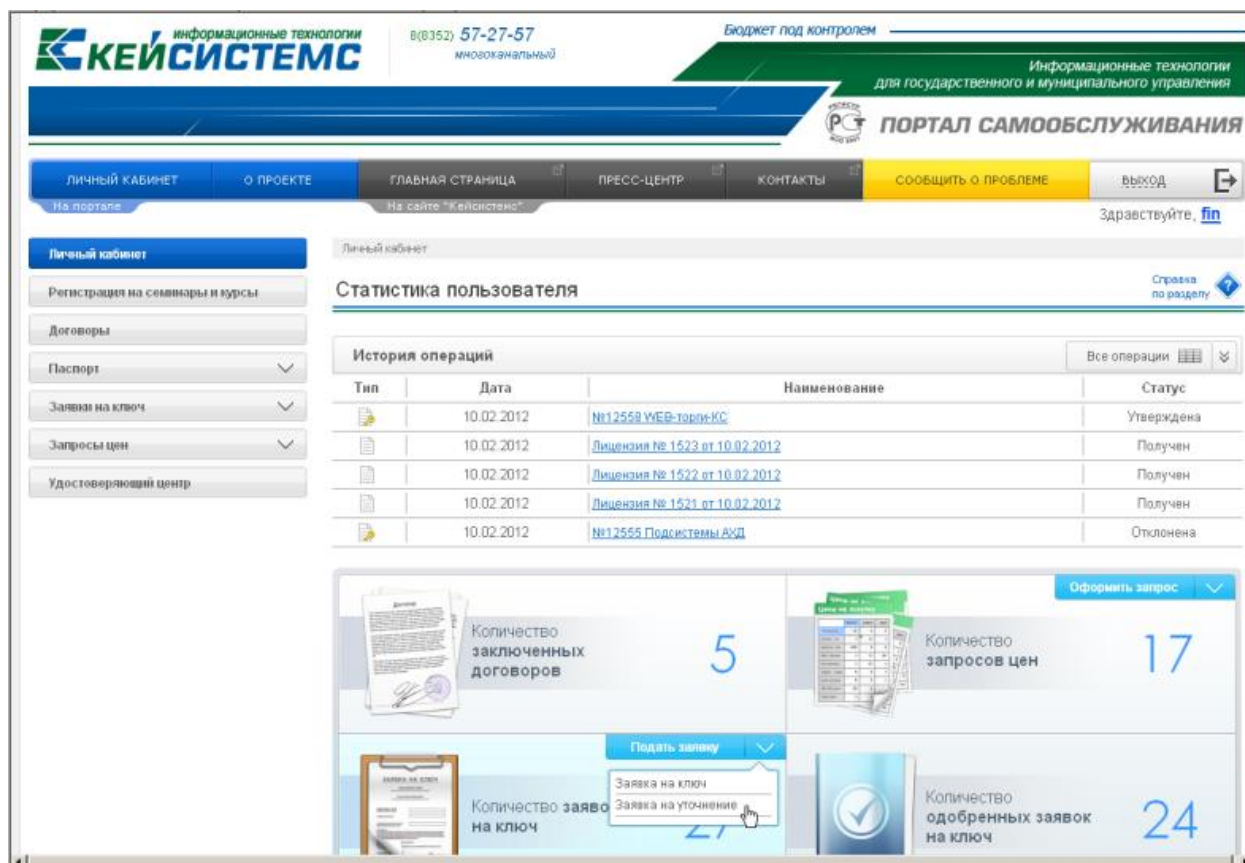 информационные технологии
КЕЙСИСТЕМС
8(8352) 57-27-57
многоканальный
Бюджет под контролем
Информационные технологии
для государственного и муниципального управления
РСТ
ПОРТАЛ САМООБСЛУЖИВАНИЯ
ЛИЧНЫЙ КАБИНЕТ О ПРОЕКТЕ ГЛАВНАЯ СТРАНИЦА ПРЕСС-ЦЕНТР КОНТАКТЫ СООБЩИТЬ О ПРОБЛЕМЕ ВЫХОД
На портале На сайте "Кейсистемс"
Здравствуйте, fin
Личный кабинет
Регистрация на семинары и курсы
Договоры
Паспорт
Заявки на ключ
Запросы цен
Удостоверяющий центр
Личный кабинет
Статистика пользователя
Справка
по разделу
История операций Все операции
Тип Дата Наименование Статус
10.02.2012 №12558 WEB-торги-КС Утверждена
10.02.2012 Лицензия № 1523 от 10.02.2012 Получен
10.02.2012 Лицензия № 1522 от 10.02.2012 Получен
10.02.2012 Лицензия № 1521 от 10.02.2012 Получен
10.02.2012 №12555 Подсистемы АХД Отклонена
Договор
Количество
заключенных
договоров
5
Оформить запрос
Количество
запросов цен
17
Подать заявку
Заявка на ключ
Заявка на уточнение
ЗАЯВКА НА КЛЮЧ
Количество заяво
на ключ
27
Количество
одобренных заявок
на ключ
24